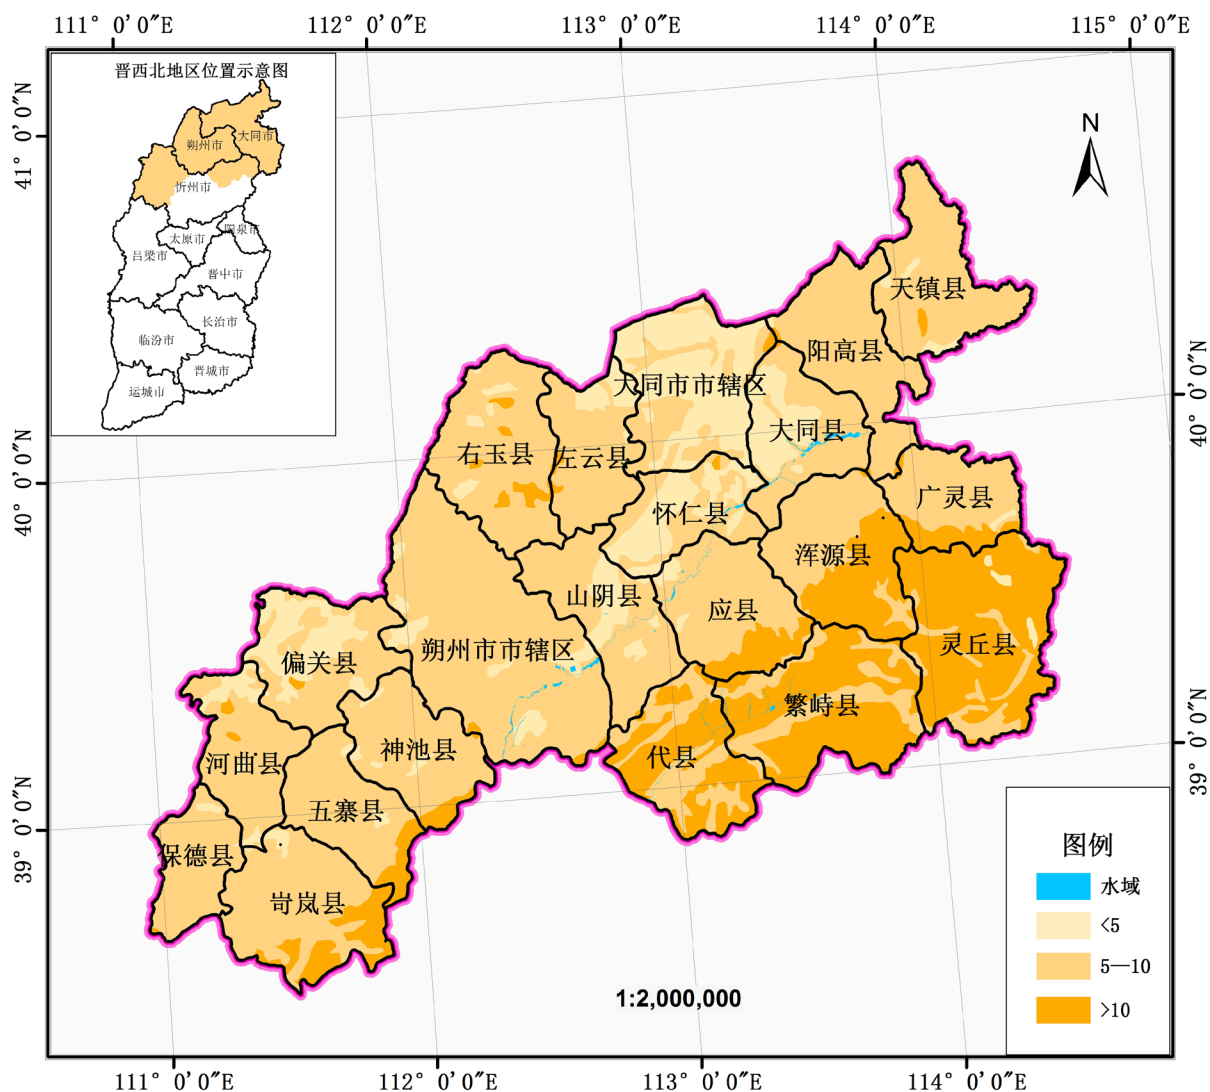 111° 0′ 0″E
112° 0′ 0″E
113° 0′ 0″E
114° 0′ 0″E
115° 0′ 0″E
41° 0′ 0″N
40° 0′ 0″N
39° 0′ 0″N
晋西北地区位置示意图
大同市
朔州市
忻州市
阳泉市
太原市
吕梁市
晋中市
长治市
临汾市
晋城市
运城市
N
天镇县
阳高县
大同市市辖区
大同县
右玉县
左云县
广灵县
怀仁县
浑源县
山阴县
应县
灵丘县
朔州市市辖区
偏关县
繁峙县
神池县
代县
河曲县
五寨县
保德县
岢岚县
40° 0′ 0″N
39° 0′ 0″N
图例
水域
<5
5—10
>10
1:2,000,000
111° 0′ 0″E
112° 0′ 0″E
113° 0′ 0″E
114° 0′ 0″E